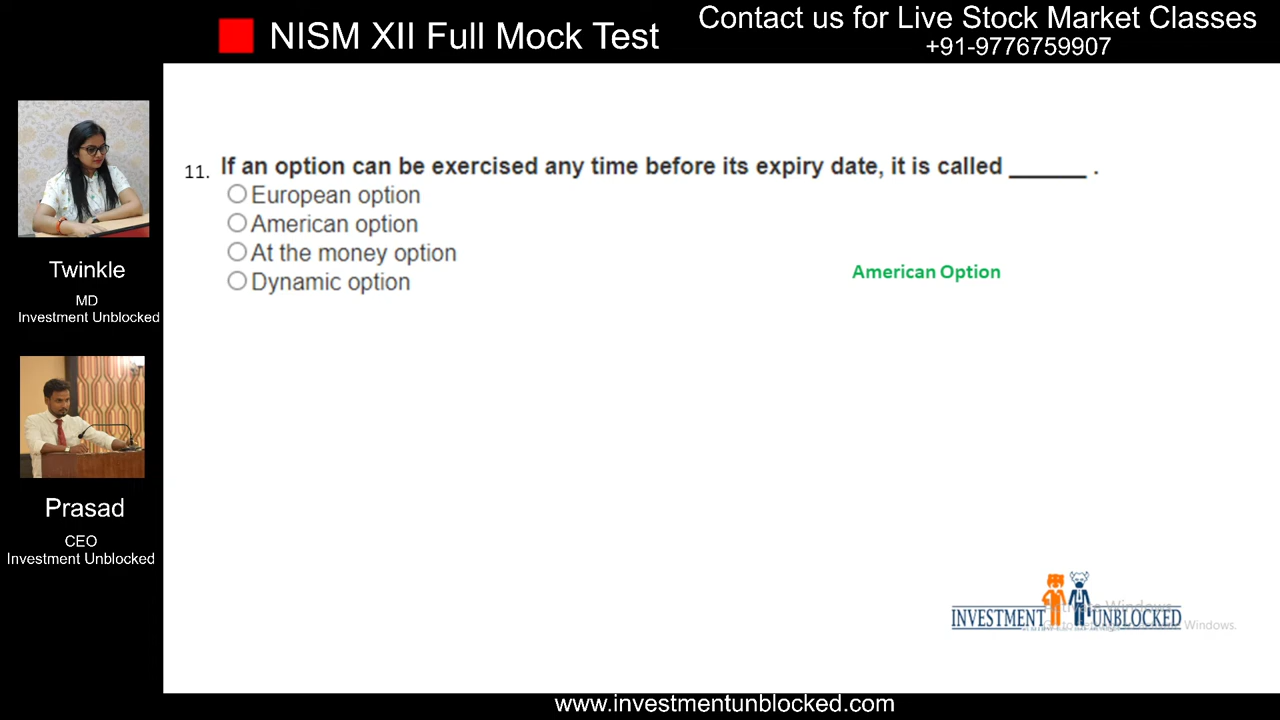 NISM XII Full Mock Test
Contact us for Live Stock Market Classes
+91-9776759907
Twinkle
MD
Investment Unblocked
Prasad
CEO
Investment Unblocked
11. If an option can be exercised any time before its expiry date, it is called ______ .
European option
American option
At the money option
Dynamic option
American Option
INVESTMENT UNBLOCKED
Windows.
www.investmentunblocked.com